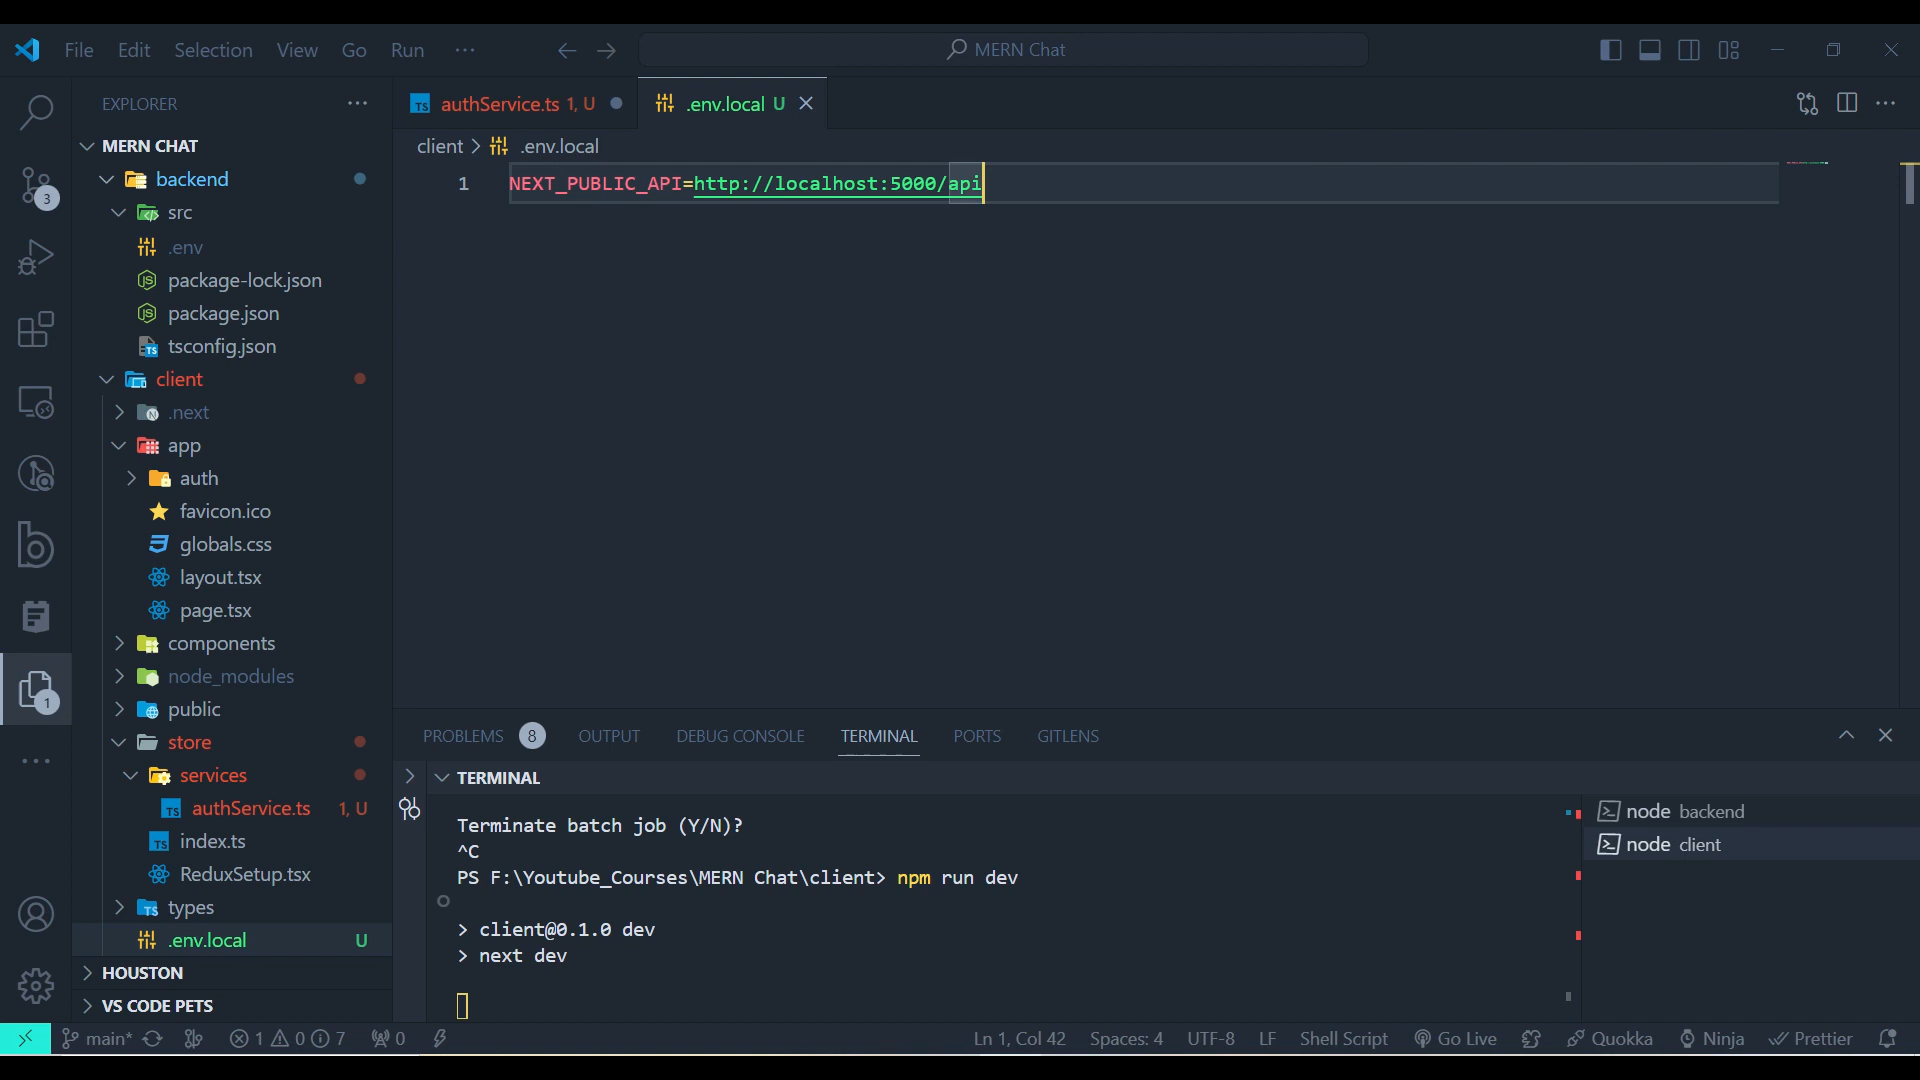 File Edit Selection View Go Run ··· MERN Chat
EXPLORER ···
authService.ts 1, U .env.local U
MERN CHAT
client > .env.local
backend
1 NEXT_PUBLIC_API=http://localhost:5000/api
3
src
.env
package-lock.json
package.json
tsconfig.json
client
.next
app
auth
favicon.ico
globals.css
layout.tsx
page.tsx
components
node_modules
1
public
store
services
authService.ts 1, U
index.ts
ReduxSetup.tsx
types
.env.local U
HOUSTON
VS CODE PETS
PROBLEMS 8 OUTPUT DEBUG CONSOLE TERMINAL PORTS GITLENS
TERMINAL
Terminate batch job (Y/N)?
^C
PS F:\Youtube_Courses\MERN Chat\client> npm run dev
> client@0.1.0 dev
> next dev
node backend
node client
main* 1 0 7 0 Ln 1, Col 42 Spaces: 4 UTF-8 LF Shell Script Go Live Quokka Ninja Prettier